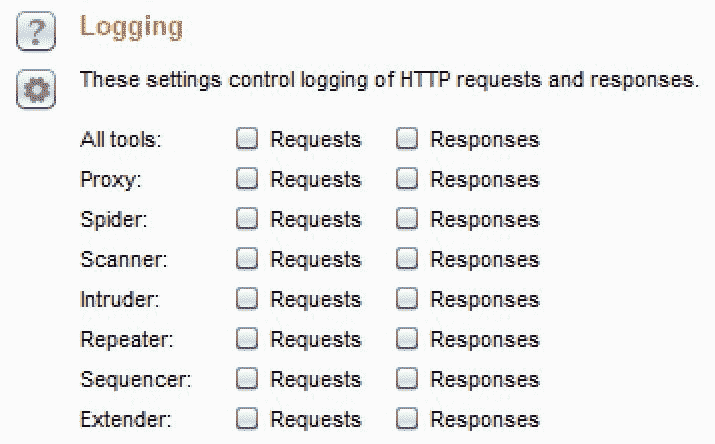 Logging
These settings control logging of HTTP requests and responses.
All tools: Requests Responses
Proxy: Requests Responses
Spider: Requests Responses
Scanner: Requests Responses
Intruder: Requests Responses
Repeater: Requests Responses
Sequencer: Requests Responses
Extender: Requests Responses